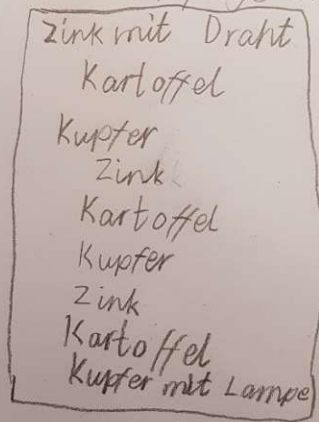 Zink mit Draht
Kartoffel
Kupfer
Zink
Kartoffel
Kupfer
Zink
Kartoffel
Kupfer mit Lampe